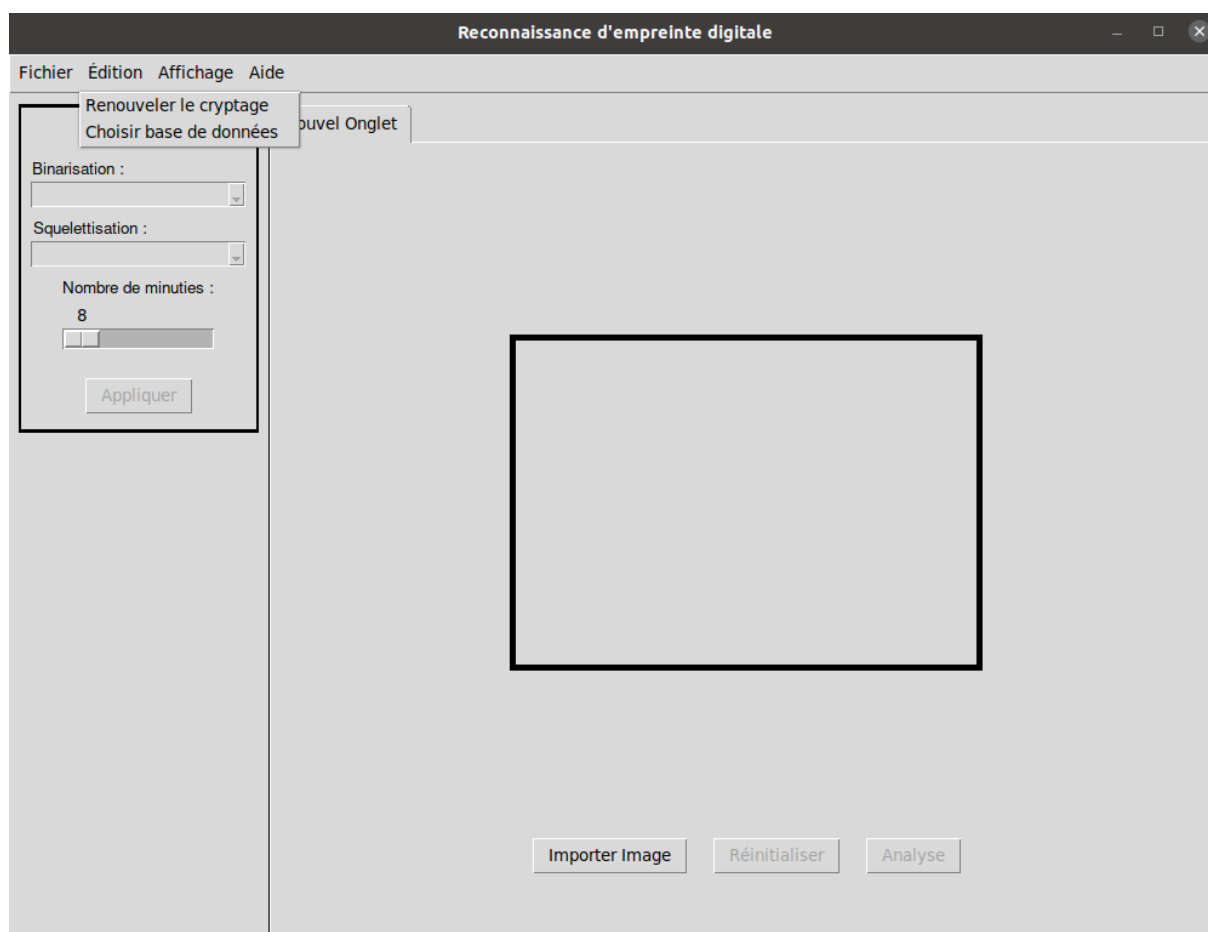 Reconnaissance d'empreinte digitale
Fichier Édition Affichage Aide
Renouveler le cryptage
Choisir base de données
Onglet
Binarisation :
Squelettisation :
Nombre de minuties :
8
Appliquer
Importer Image Réinitialiser Analyse